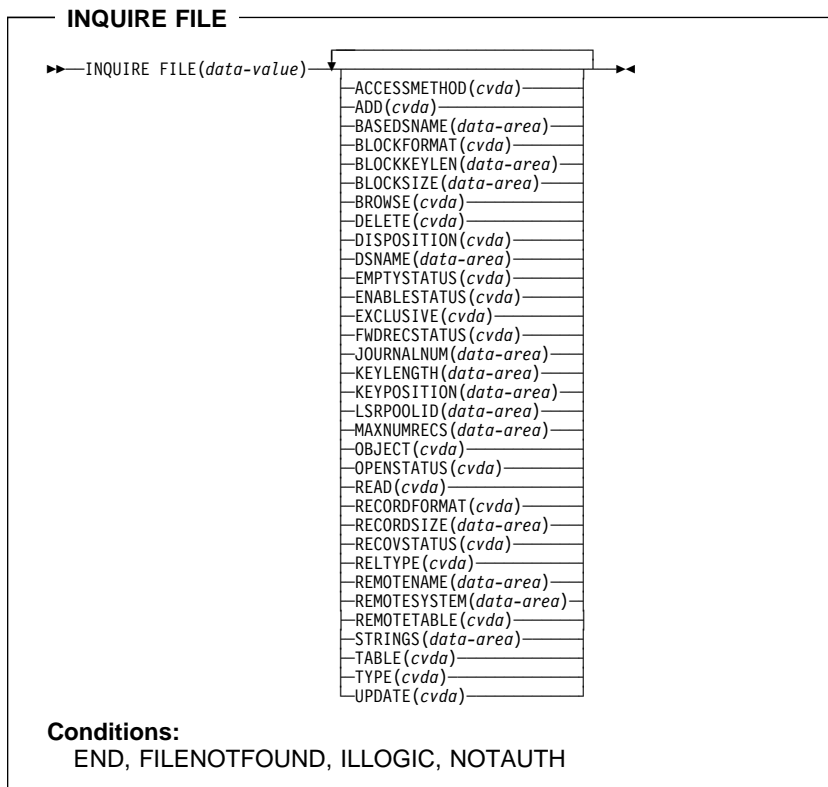 INQUIRE FILE
INQUIRE FILE(data-value)
ACCESSMETHOD(cvda)
ADD(cvda)
BASEDSNAME(data-area)
BLOCKFORMAT(cvda)
BLOCKKEYLEN(data-area)
BLOCKSIZE(data-area)
BROWSE(cvda)
DELETE(cvda)
DISPOSITION(cvda)
DSNAME(data-area)
EMPTYSTATUS(cvda)
ENABLESTATUS(cvda)
EXCLUSIVE(cvda)
FWDRECSTATUS(cvda)
JOURNALNUM(data-area)
KEYLENGTH(data-area)
KEYPOSITION(data-area)
LSRPOOLID(data-area)
MAXNUMRECS(data-area)
OBJECT(cvda)
OPENSTATUS(cvda)
READ(cvda)
RECORDFORMAT(cvda)
RECORDSIZE(data-area)
RECOVSTATUS(cvda)
RELTYPE(cvda)
REMOTENAME(data-area)
REMOTESYSTEM(data-area)
REMOTETABLE(cvda)
STRINGS(data-area)
TABLE(cvda)
TYPE(cvda)
UPDATE(cvda)
Conditions:
END, FILENOTFOUND, ILLOGIC, NOTAUTH